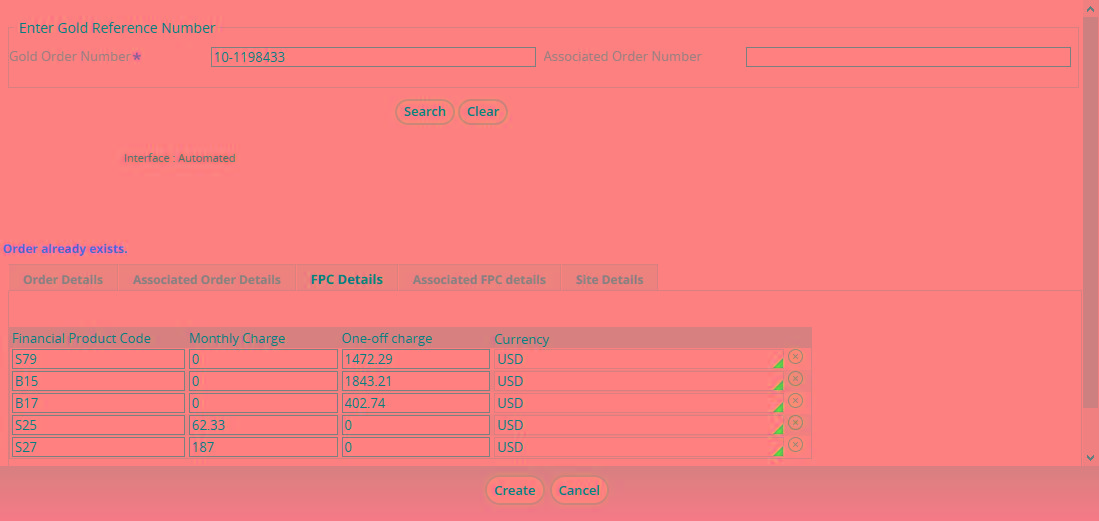 Enter Gold Reference Number
Gold Order Number* 10-1198433 Associated Order Number
Search Clear
Interface : Automated
Order already exists.
Order Details Associated Order Details FPC Details Associated FPC details Site Details
Financial Product Code Monthly Charge One-off charge Currency
S79 0 1472.29 USD
B15 0 1843.21 USD
B17 0 402.74 USD
S25 62.33 0 USD
S27 187 0 USD
Create Cancel